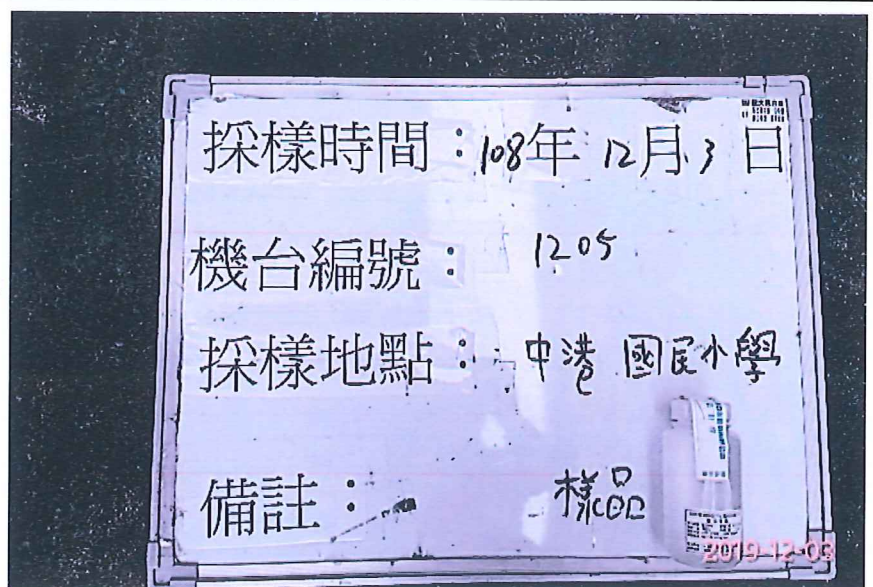 採樣時間：108年 12月 3 日
機台編號： 1205
採樣地點： 中港 國民小學
備註： 樣品
2019-12-03